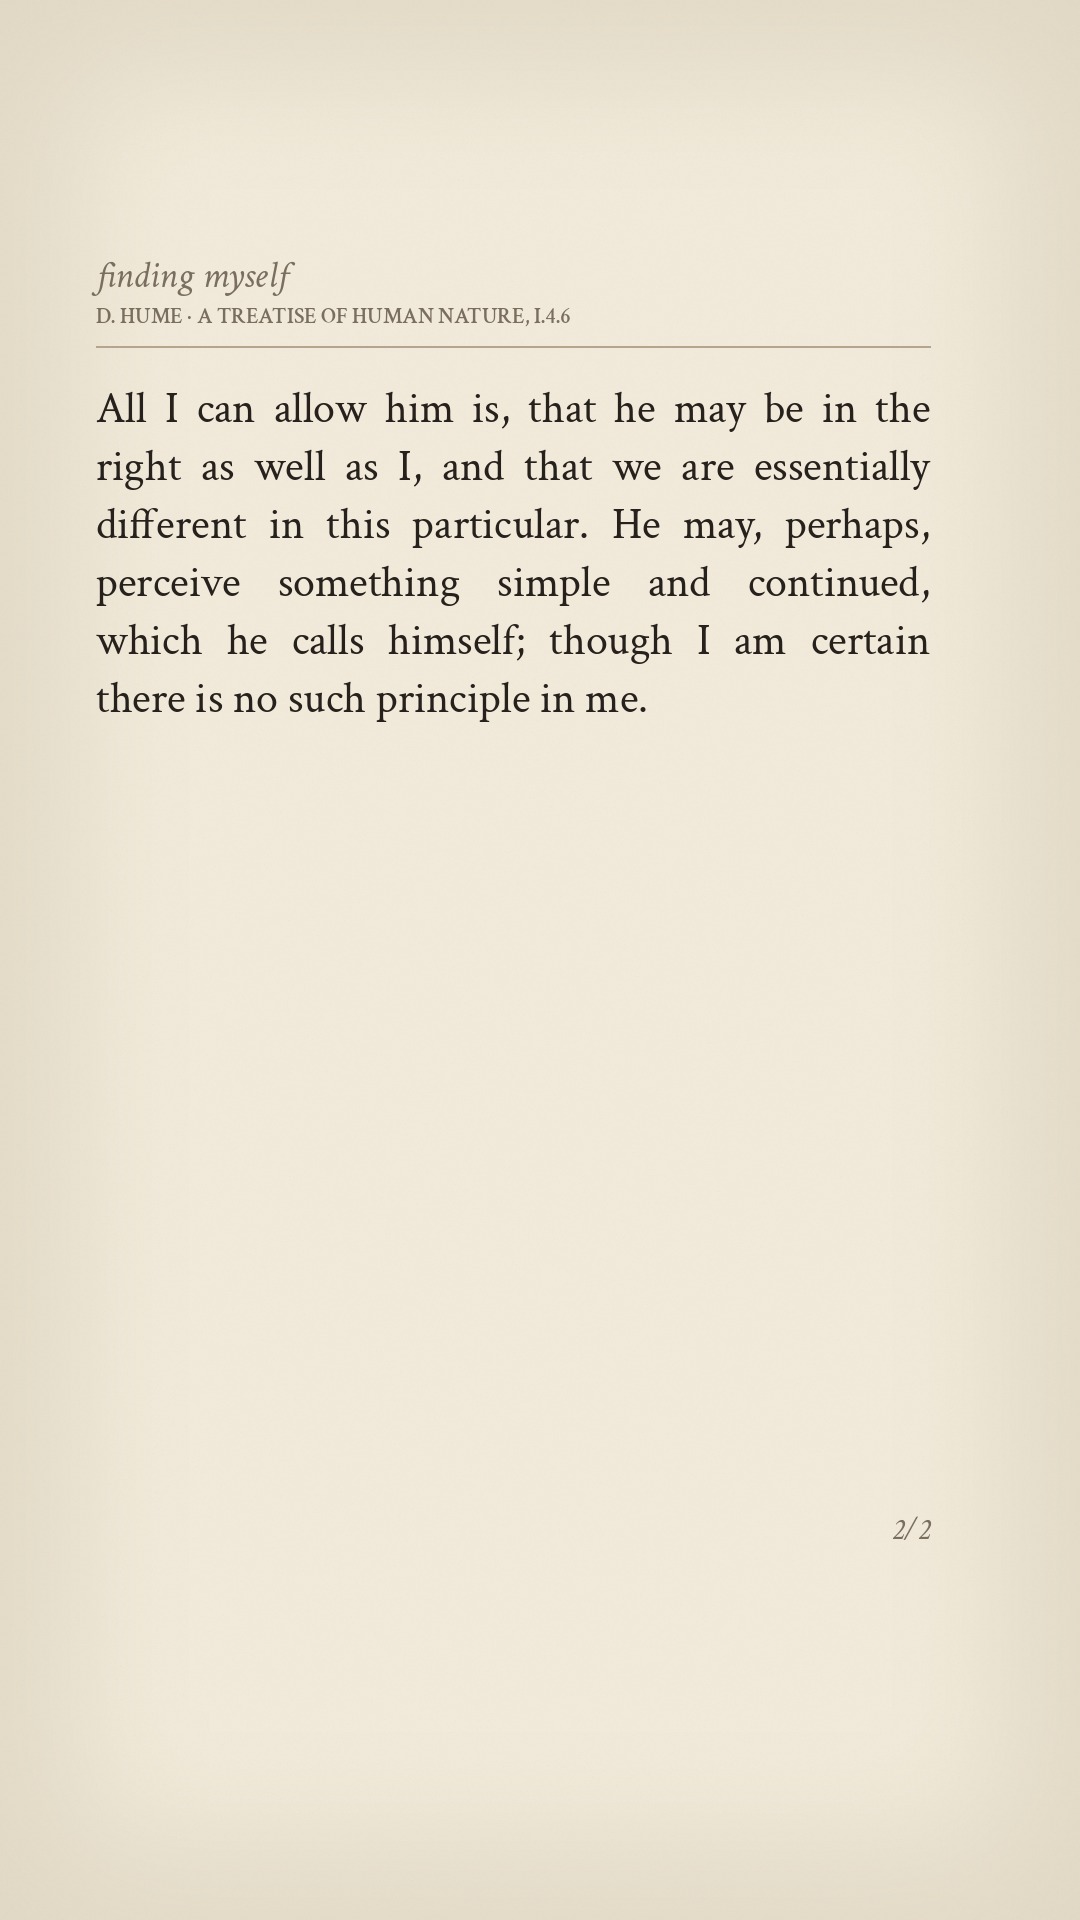 finding myself
D. HUME · A TREATISE OF HUMAN NATURE, I.4.6
All I can allow him is, that he may be in the
right as well as I, and that we are essentially
different in this particular. He may, perhaps,
perceive something simple and continued,
which he calls himself; though I am certain
there is no such principle in me.
2/2